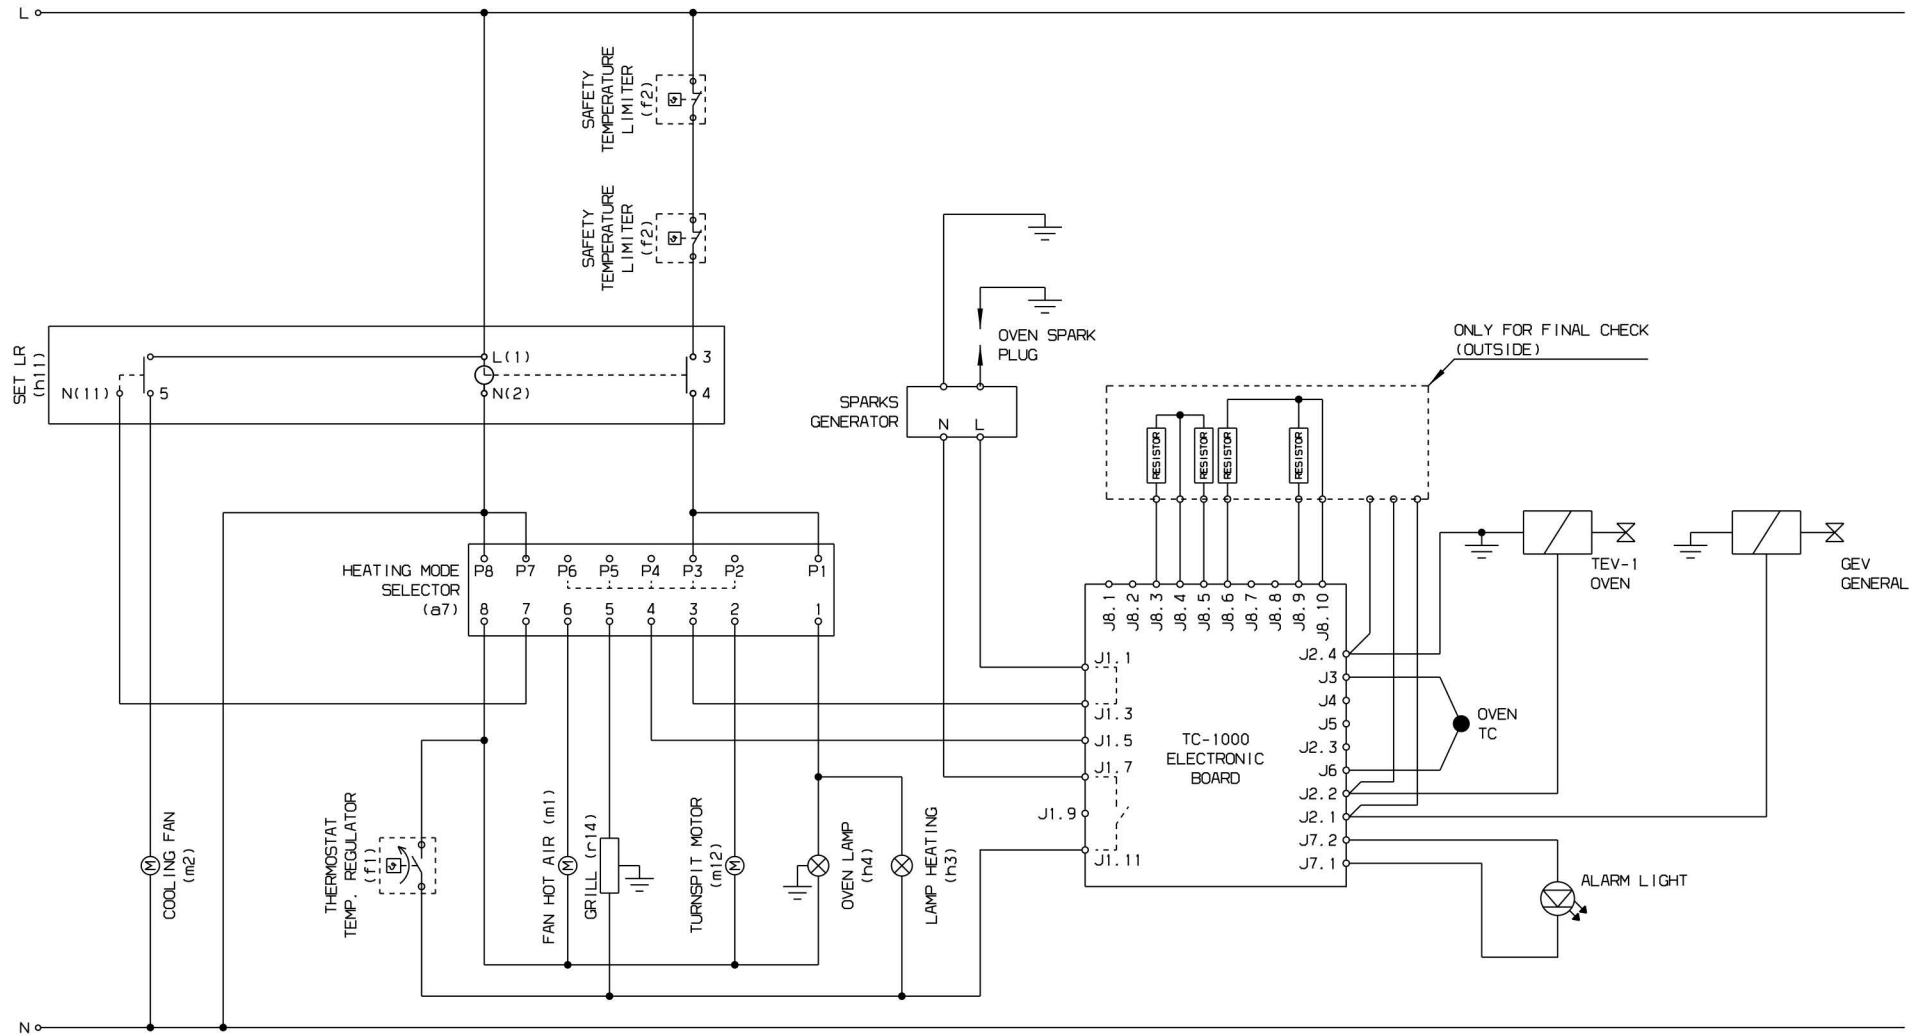 L
SAFETY
TEMPERATURE
LIMITER
(f2)
SAFETY
TEMPERATURE
LIMITER
(f2)
SET LR
(h11)
N(11)
5
L(1)
N(2)
3
4
OVEN SPARK
PLUG
SPARKS
GENERATOR
N
L
ONLY FOR FINAL CHECK
(OUTSIDE)
RESISTOR
RESISTOR
RESISTOR
RESISTOR
TEV-1
OVEN
GEV
GENERAL
HEATING MODE
SELECTOR
(a7)
P8
P7
P6
P5
P4
P3
P2
P1
8
7
6
5
4
3
2
1
J8.1
J8.2
J8.3
J8.4
J8.5
J8.6
J8.7
J8.8
J8.9
J8.10
J1.1
J1.3
J1.5
J1.7
J1.9
J1.11
TC-1000
ELECTRONIC
BOARD
J2.4
J3
J4
J5
J2.3
J6
J2.2
J2.1
J7.2
J7.1
OVEN
TC
ALARM LIGHT
M
COOLING FAN
(m2)
THERMOSTAT
TEMP. REGULATOR
(f1)
FAN HOT AIR (m1)
M
GRILL (r14)
TURNSPIT MOTOR
(m12)
M
OVEN LAMP
(h4)
LAMP HEATING
(h3)
N